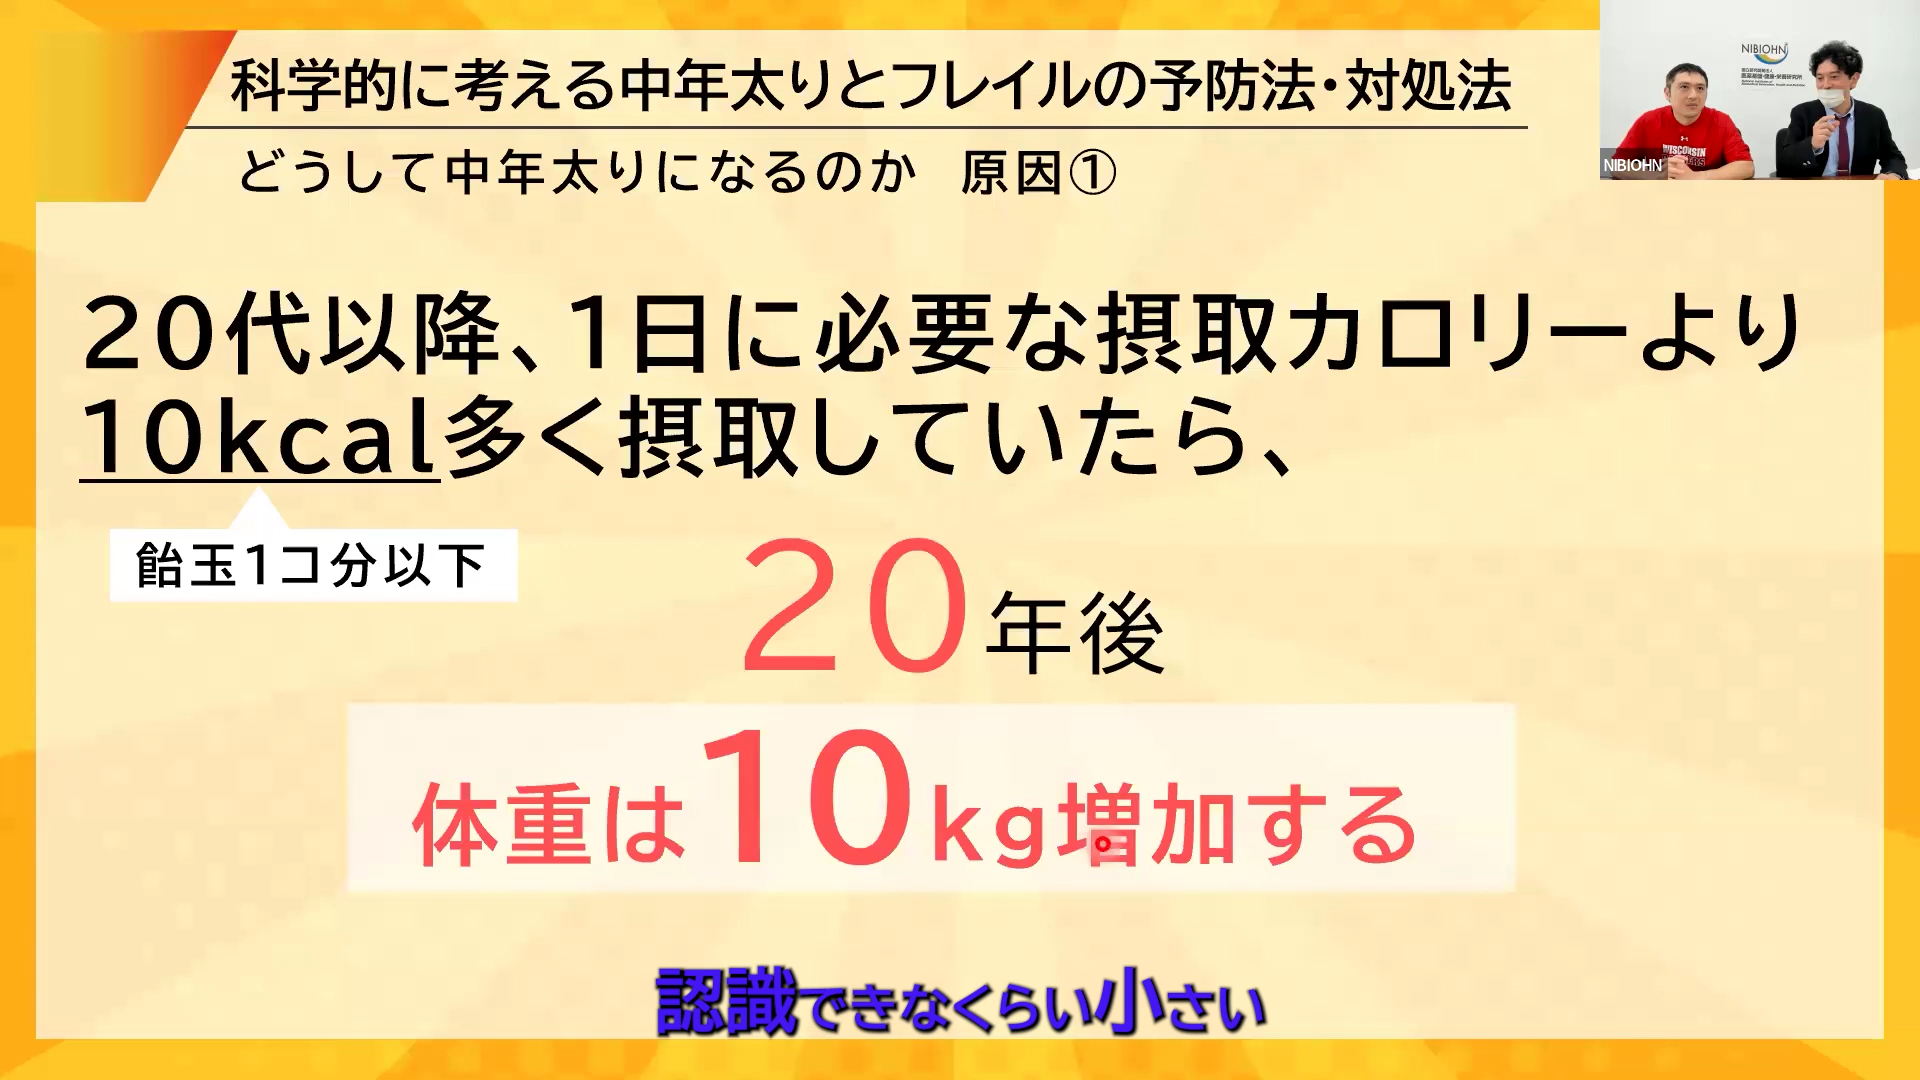 科学的に考える中年太りとフレイルの予防法・対処法
どうして中年太りになるのか 原因①
NIBIOHN
WISCONSIN
NIBIOHN
20代以降、1日に必要な摂取カロリーより
10kcal多く摂取していたら、
飴玉1コ分以下
20年後
体重は10kg増加する
認識できなくらい小さい